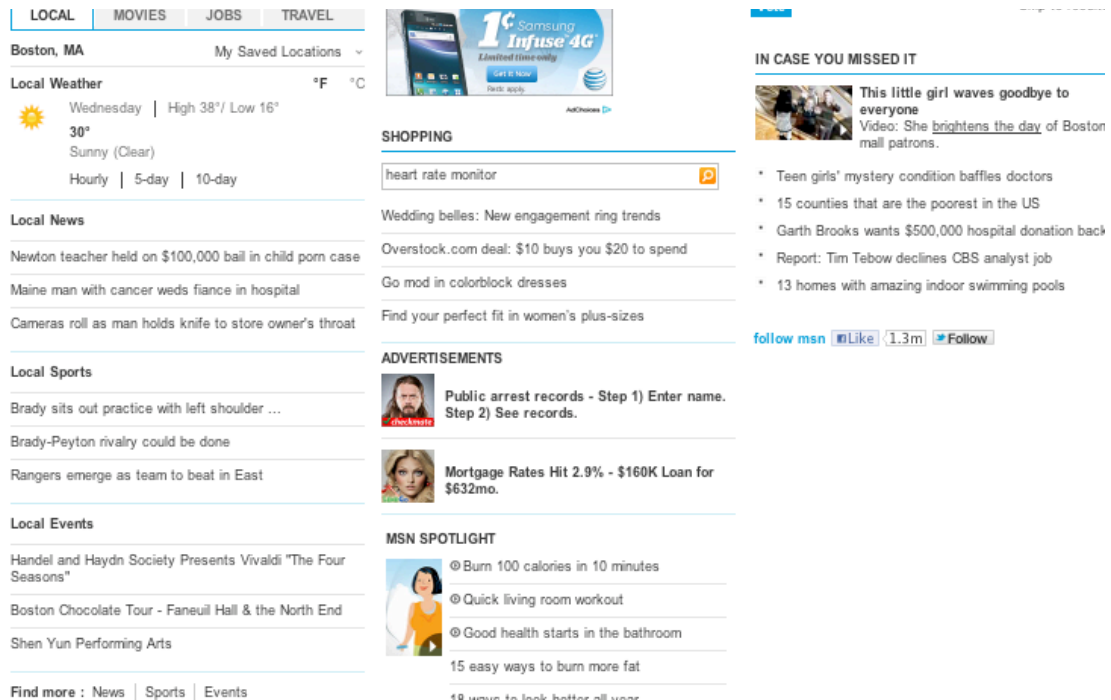 LOCAL MOVIES JOBS TRAVEL
Boston, MA My Saved Locations
Local Weather °F °C
Wednesday | High 38°/ Low 16°
30°
Sunny (Clear)
Hourly | 5-day | 10-day
Local News
Newton teacher held on $100,000 bail in child porn case
Maine man with cancer weds fiance in hospital
Cameras roll as man holds knife to store owner's throat
Local Sports
Brady sits out practice with left shoulder ...
Brady-Peyton rivalry could be done
Rangers emerge as team to beat in East
Local Events
Handel and Haydn Society Presents Vivaldi "The Four
Seasons"
Boston Chocolate Tour - Faneuil Hall & the North End
Shen Yun Performing Arts
Find more : News | Sports | Events
1¢ Samsung
Infuse™4G
Limited time only
Get It Now
Restr. apply.
at&t
AdChoices
SHOPPING
heart rate monitor
Wedding belles: New engagement ring trends
Overstock.com deal: $10 buys you $20 to spend
Go mod in colorblock dresses
Find your perfect fit in women's plus-sizes
ADVERTISEMENTS
checkmate
Public arrest records - Step 1) Enter name.
Step 2) See records.
Mortgage Rates Hit 2.9% - $160K Loan for
$632mo.
MSN SPOTLIGHT
Burn 100 calories in 10 minutes
Quick living room workout
Good health starts in the bathroom
15 easy ways to burn more fat
18 ways to look better all year
IN CASE YOU MISSED IT
This little girl waves goodbye to
everyone
Video: She brightens the day of Boston
mall patrons.
Teen girls' mystery condition baffles doctors
15 counties that are the poorest in the US
Garth Brooks wants $500,000 hospital donation back
Report: Tim Tebow declines CBS analyst job
13 homes with amazing indoor swimming pools
follow msn Like 1.3m Follow